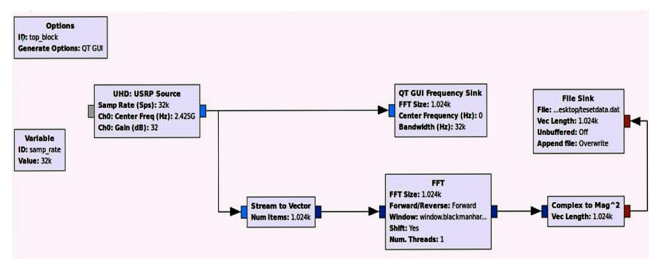 Options
ID: top_block
Generate Options: QT GUI
Variable
ID: samp_rate
Value: 32k
UHD: USRP Source
Samp Rate (Sps): 32k
Ch0: Center Freq (Hz): 2.425G
Ch0: Gain (dB): 32
QT GUI Frequency Sink
FFT Size: 1.024k
Center Frequency (Hz): 0
Bandwidth (Hz): 32k
File Sink
File: ...esktop/tesetdata.dat
Vec Length: 1.024k
Unbuffered: Off
Append file: Overwrite
Stream to Vector
Num Items: 1.024k
FFT
FFT Size: 1.024k
Forward/Reverse: Forward
Window: window.blackmanhar...
Shift: Yes
Num. Threads: 1
Complex to Mag^2
Vec Length: 1.024k